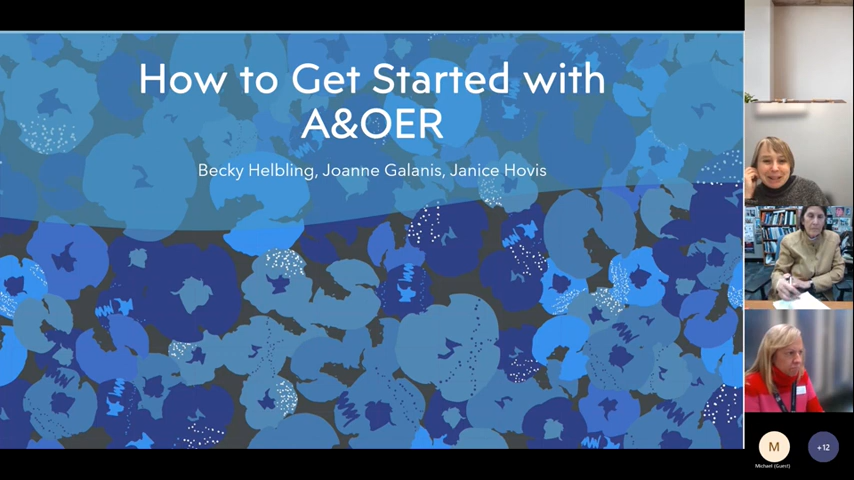 How to Get Started with
A&OER
Becky Helbling, Joanne Galanis, Janice Hovis
M
+12
Michael (Guest)